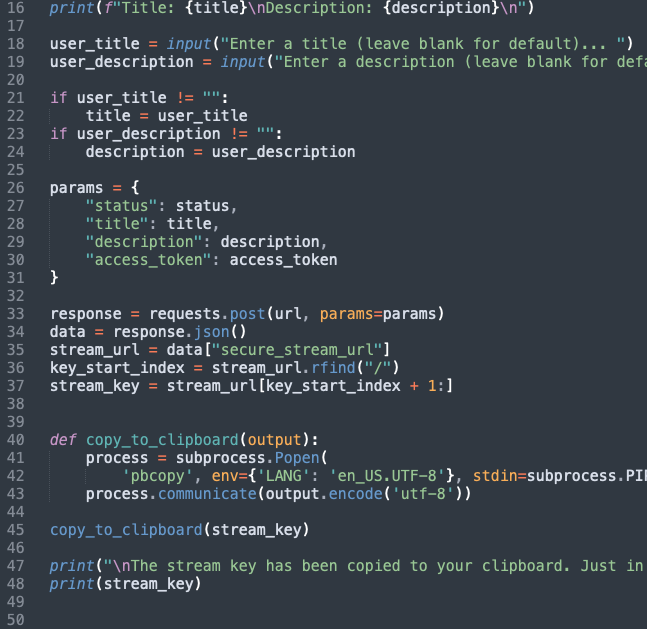 16 print(f"Title: {title}\nDescription: {description}\n")
17
18 user_title = input("Enter a title (leave blank for default)... ")
19 user_description = input("Enter a description (leave blank for
20
21 if user_title != "":
22     title = user_title
23 if user_description != "":
24     description = user_description
25
26 params = {
27     "status": status,
28     "title": title,
29     "description": description,
30     "access_token": access_token
31 }
32
33 response = requests.post(url, params=params)
34 data = response.json()
35 stream_url = data["secure_stream_url"]
36 key_start_index = stream_url.rfind("/")
37 stream_key = stream_url[key_start_index + 1:]
38
39
40 def copy_to_clipboard(output):
41     process = subprocess.Popen(
42         'pbcopy', env={'LANG': 'en_US.UTF-8'}, stdin=subprocess.
43     process.communicate(output.encode('utf-8'))
44
45 copy_to_clipboard(stream_key)
46
47 print("\nThe stream key has been copied to your clipboard. Just in
48 print(stream_key)
49
50